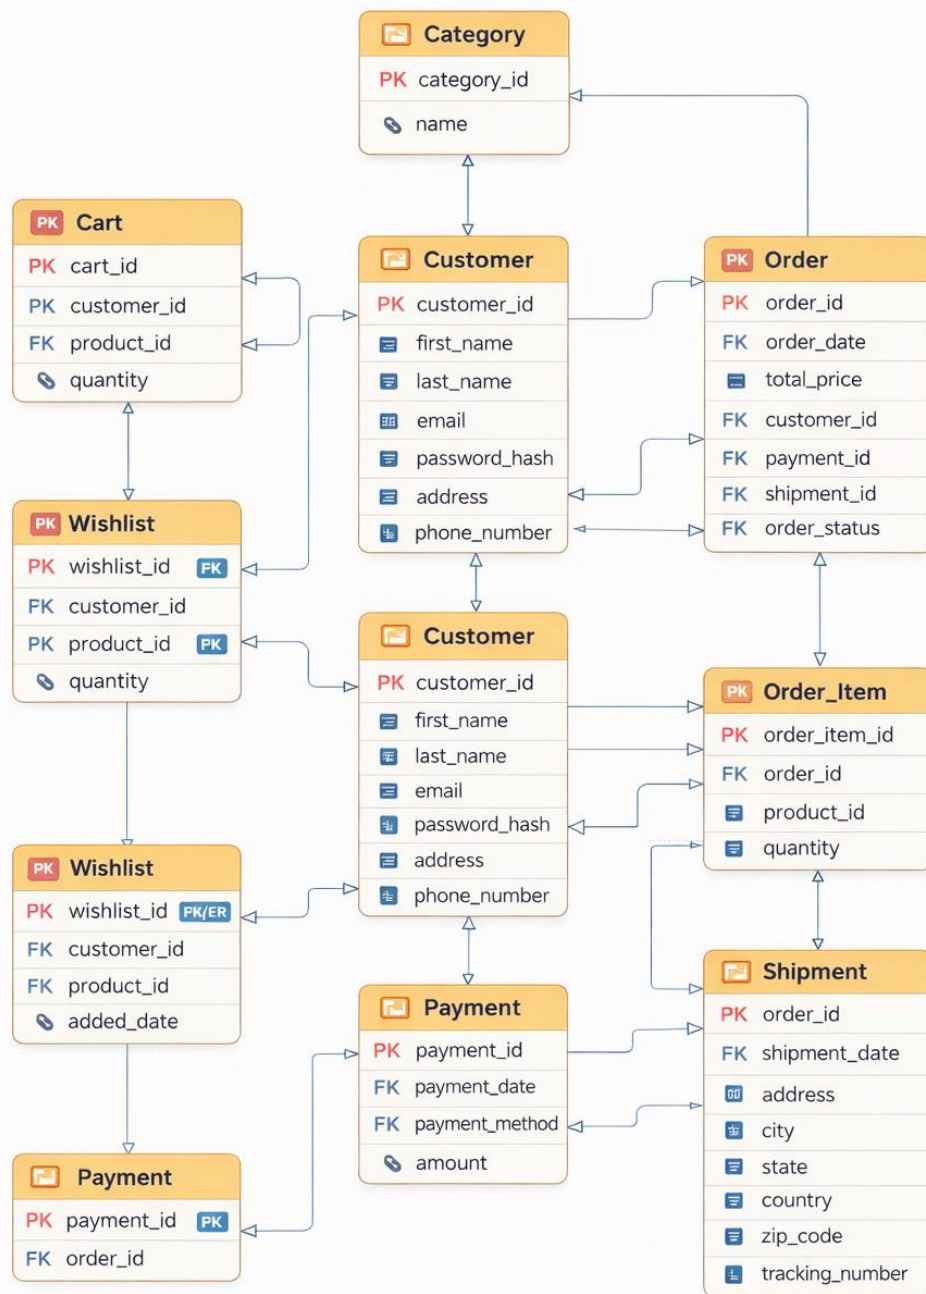 Category
PK category_id
name
PK Cart
PK cart_id
PK customer_id
FK product_id
quantity
Customer
PK customer_id
first_name
last_name
email
password_hash
address
phone_number
PK Order
PK order_id
FK order_date
total_price
FK customer_id
FK payment_id
FK shipment_id
FK order_status
PK Wishlist
PK wishlist_id FK
FK customer_id
PK product_id PK
quantity
Customer
PK customer_id
first_name
last_name
email
password_hash
address
phone_number
PK Order_Item
PK order_item_id
FK order_id
product_id
quantity
PK Wishlist
PK wishlist_id PK/ER
FK customer_id
FK product_id
added_date
Payment
PK payment_id
FK payment_date
FK payment_method
amount
Shipment
PK order_id
FK shipment_date
address
city
state
country
zip_code
tracking_number
Payment
PK payment_id PK
FK order_id